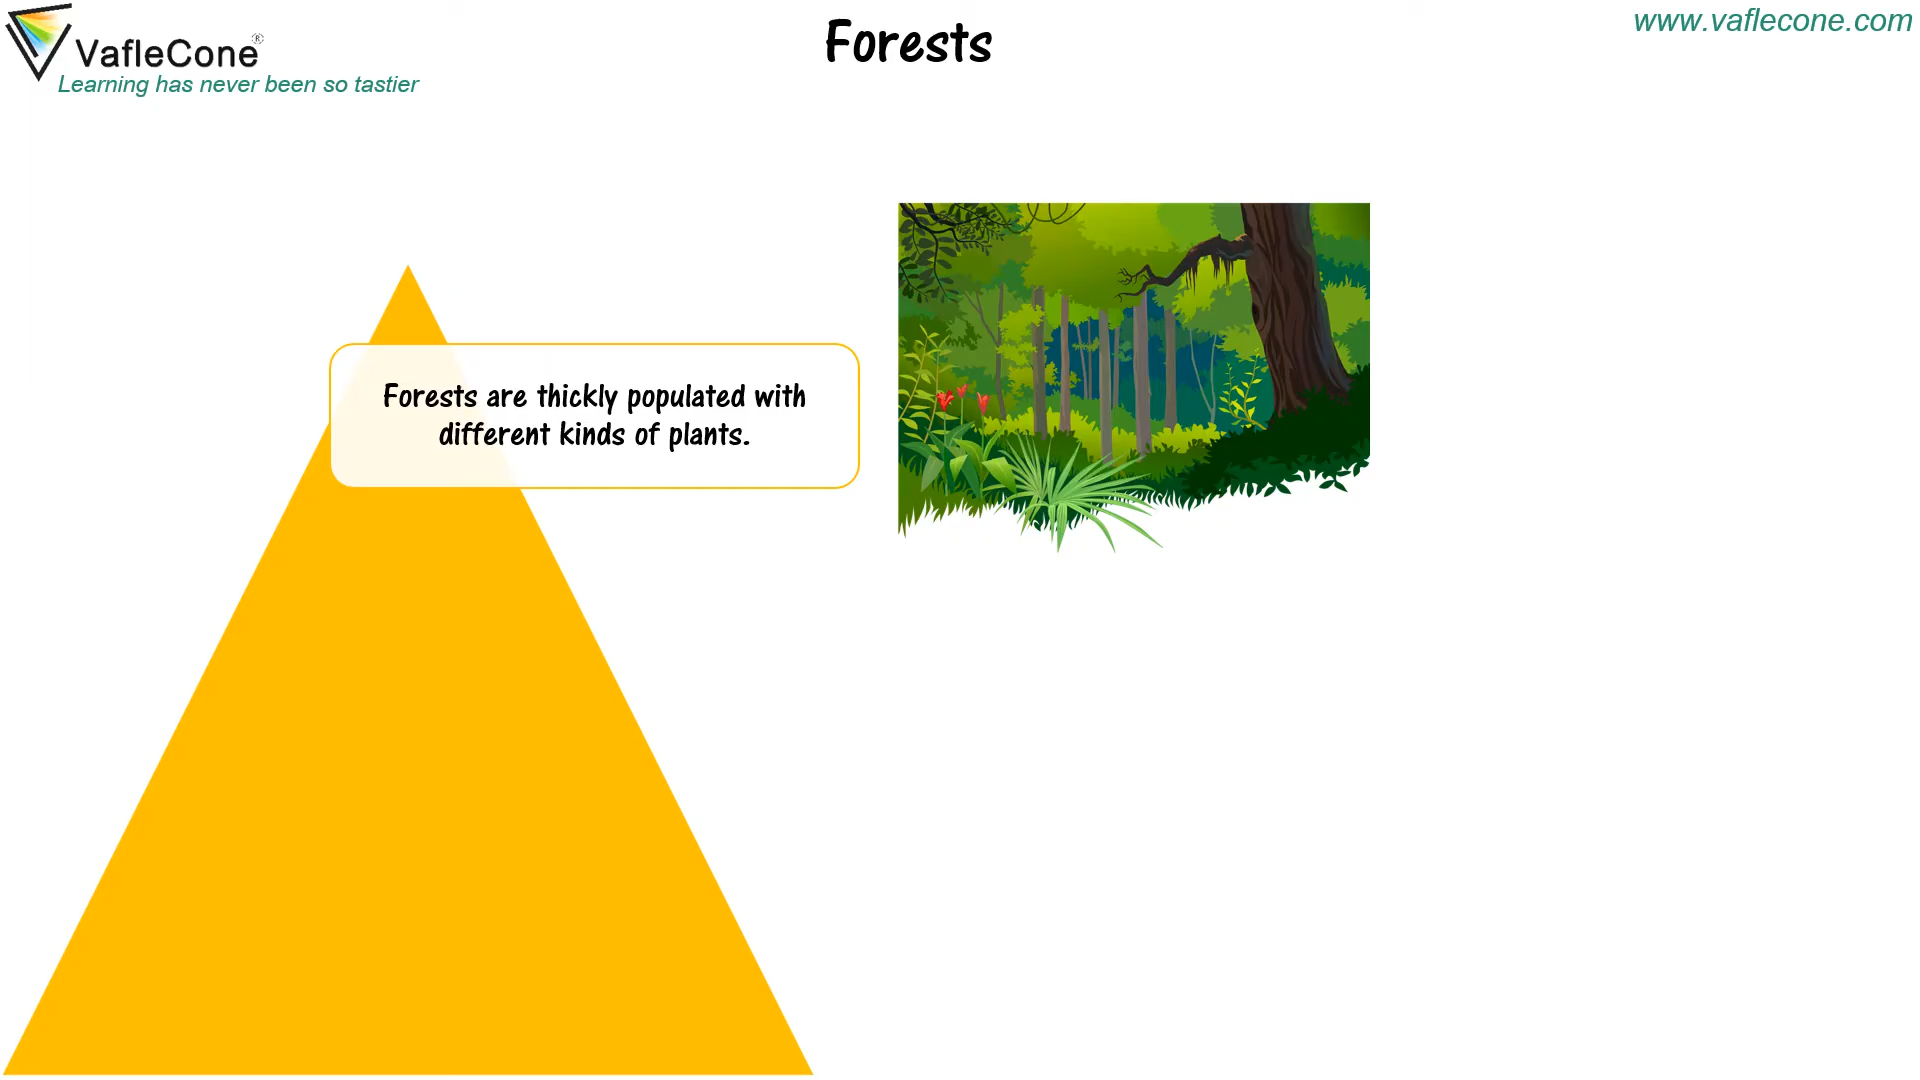 VafleCone®
Learning has never been so tastier
Forests
www.vaflecone.com
Forests are thickly populated with
different kinds of plants.